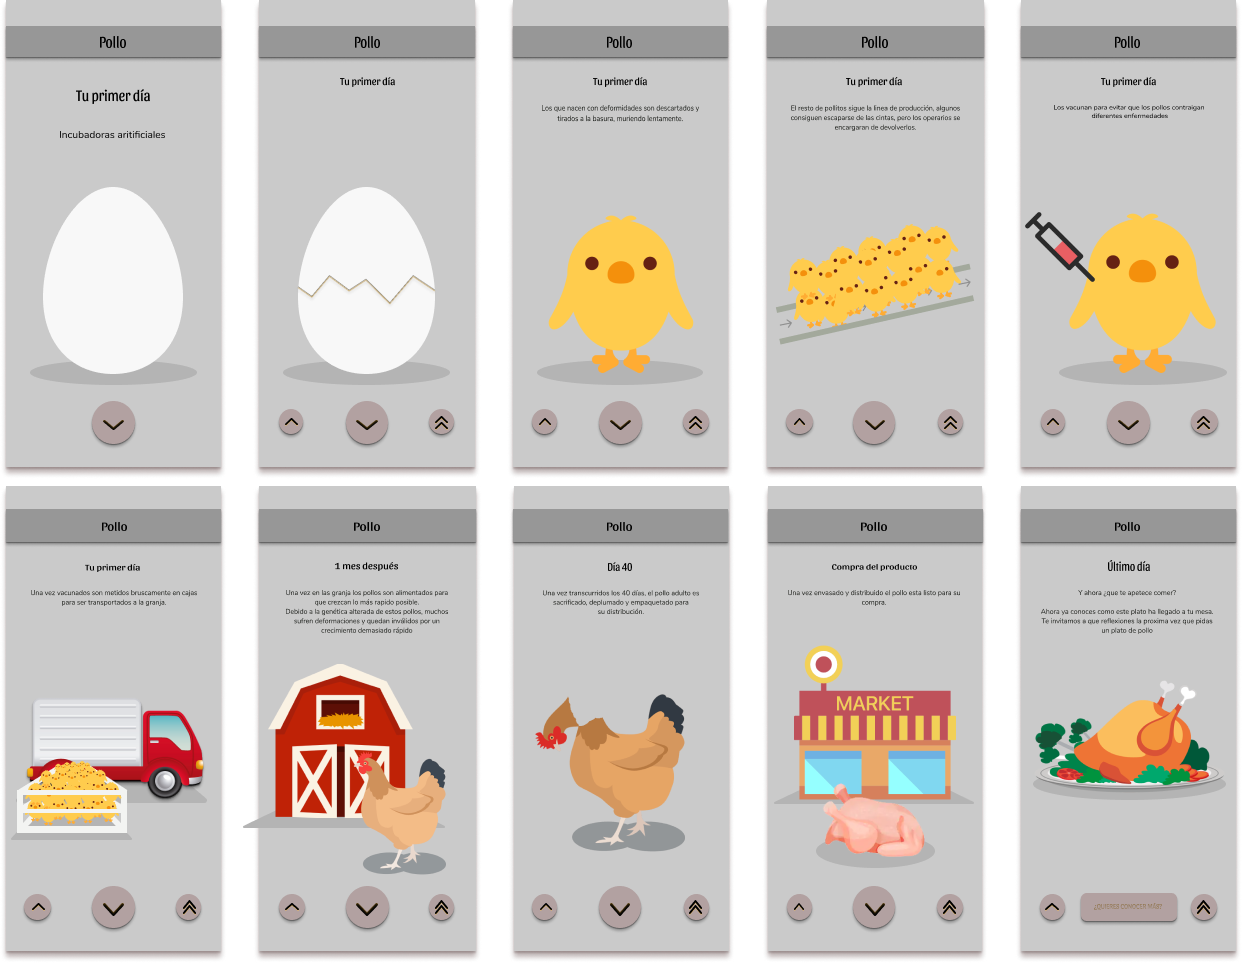 Pollo
Tu primer día
Incubadoras aritificiales
Pollo
Tu primer día
Pollo
Tu primer día
Los que nacen con deformidades son descartados y
tirados a la basura, muriendo lentamente.
Pollo
Tu primer día
El resto de pollitos sigue la linea de producción, algunos
consiguen escaparse de las cintas, pero los operarios se
encargaran de devolverlos.
Pollo
Tu primer día
Los vacunan para evitar que los pollos contraigan
diferentes enfermedades
Pollo
Tu primer día
Una vez vacunados son metidos bruscamente en cajas
para ser transportados a la granja.
Pollo
1 mes después
Una vez en las granja los pollos son alimentados para
que crezcan lo más rapido posible.
Debido a la genética alterada de estos pollos, muchos
sufren deformaciones y quedan inválidos por un
crecimiento demasiado rápido
Pollo
Día 40
Una vez transcurridos los 40 días, el pollo adulto es
sacrificado, deplumado y empaquetado para
su distribución.
Pollo
Compra del producto
Una vez envasado y distribuido el pollo esta listo para su
compra.
MARKET
Pollo
Último día
Y ahora ¿que te apetece comer?
Ahora ya conoces como este plato ha llegado a tu mesa.
Te invitamos a que reflexiones la proxima vez que pidas
un plato de pollo
¿QUIERES CONOCER MÁS?